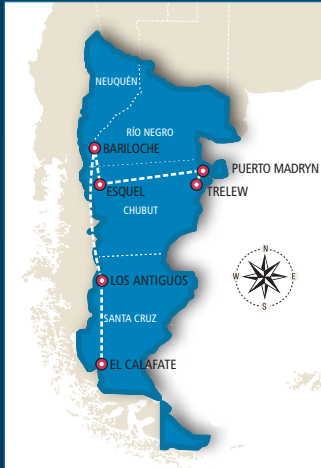 NEUQUÉN
RÍO NEGRO
BARILOCHE
PUERTO MADRYN
ESQUEL
TRELEW
CHUBUT
N
W E
S
LOS ANTIGUOS
SANTA CRUZ
EL CALAFATE